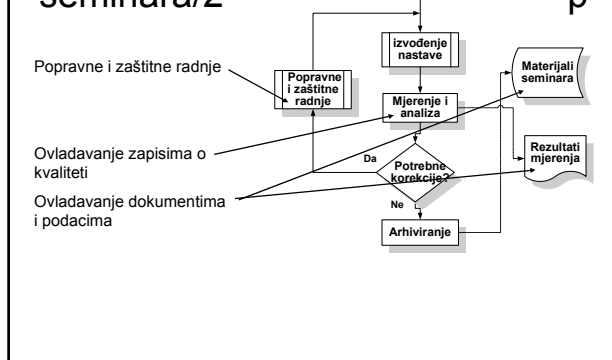 seminara/2
p
izvođenje
nastave
Popravne i zaštitne radnje
Popravne
i zaštitne
radnje
Materijali
seminara
Mjerenje i
analiza
Ovladavanje zapisima o
kvaliteti
Da
Potrebne
korekcije?
Rezultati
mjerenja
Ovladavanje dokumentima
i podacima
Ne
Arhiviranje